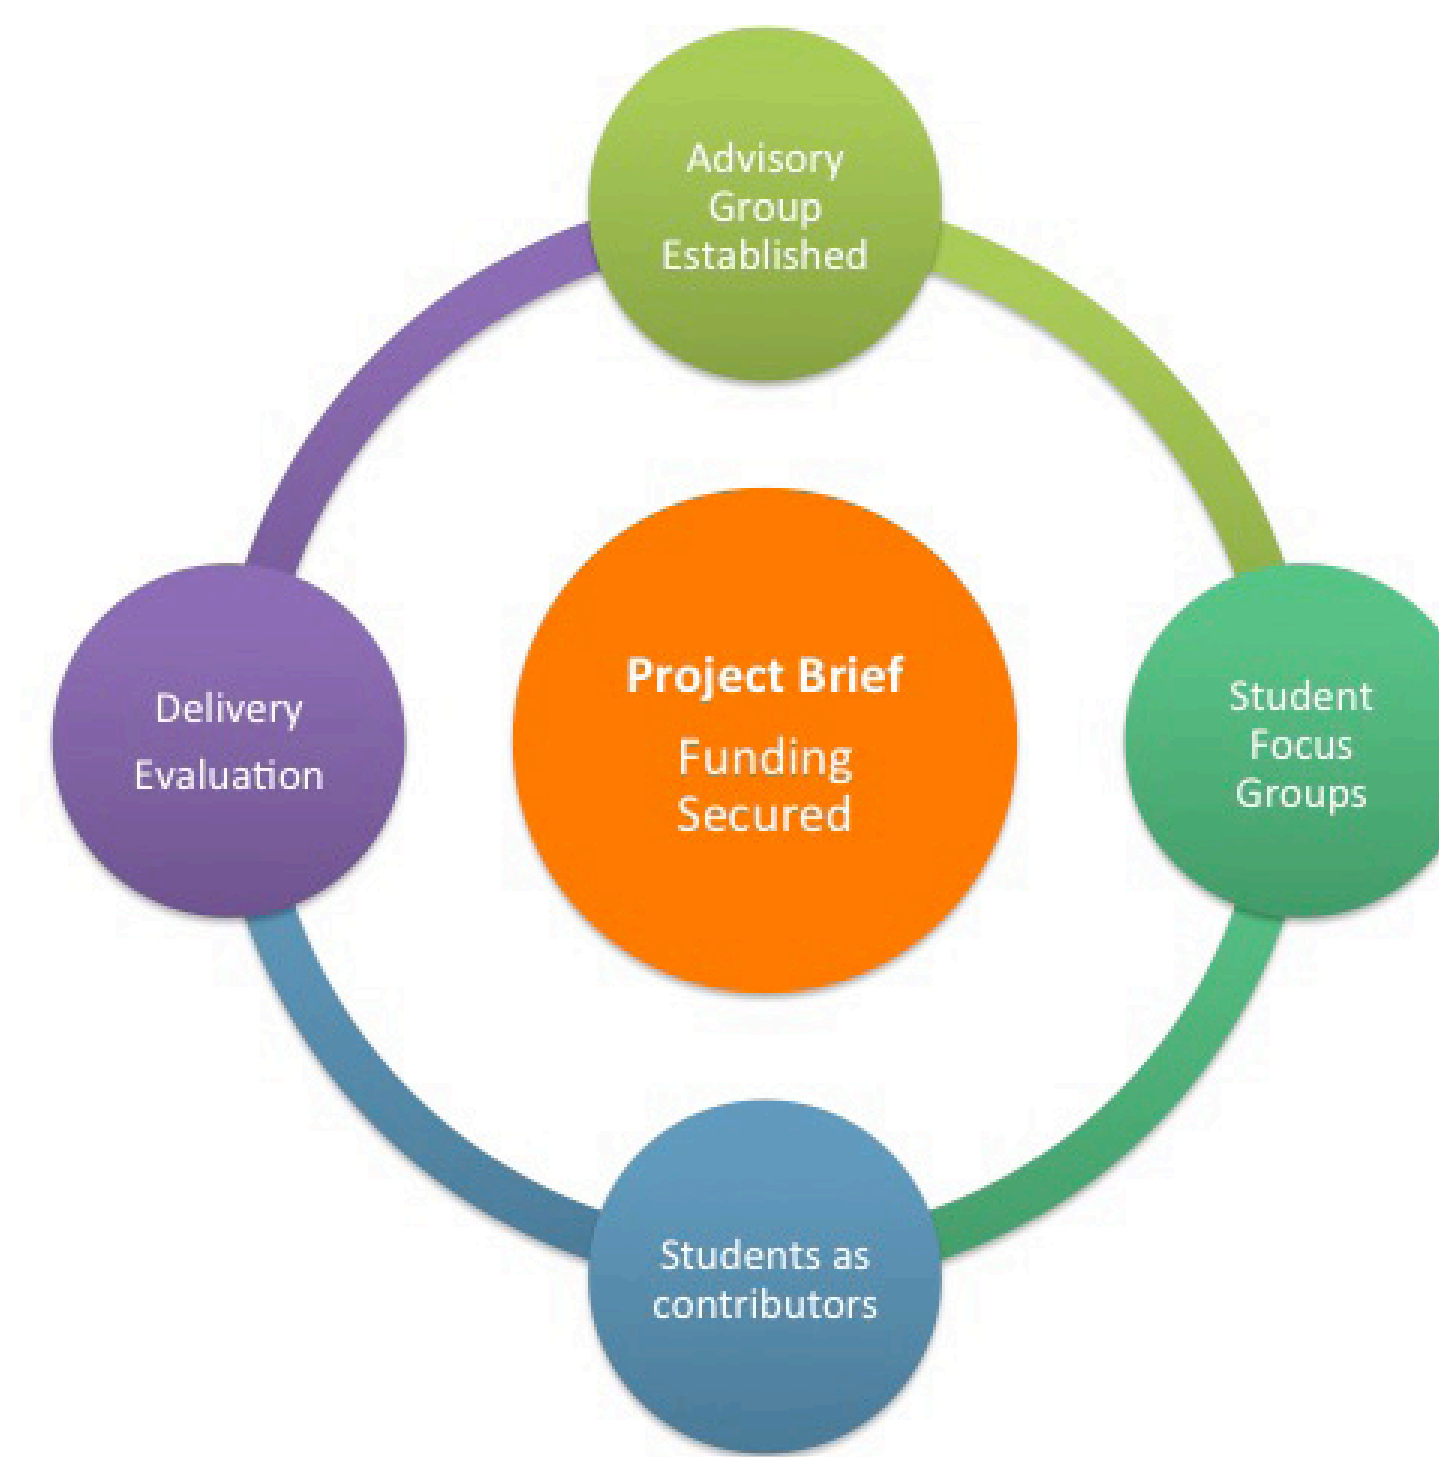 Advisory
Group
Established
Project Brief
Funding
Secured
Student
Focus
Groups
Delivery
Evaluation
Students as
contributors